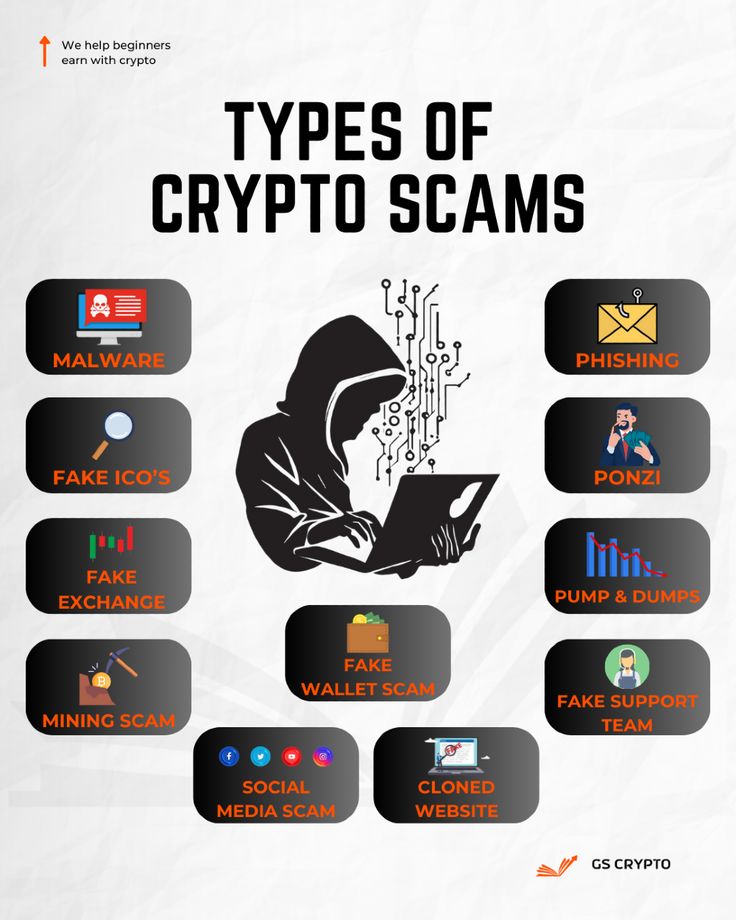 We help beginners
earn with crypto
TYPES OF
CRYPTO SCAMS
MALWARE
PHISHING
FAKE ICO'S
PONZI
FAKE
EXCHANGE
PUMP & DUMPS
MINING SCAM
FAKE
WALLET SCAM
FAKE SUPPORT
TEAM
SOCIAL
MEDIA SCAM
CLONED
WEBSITE
GS CRYPTO